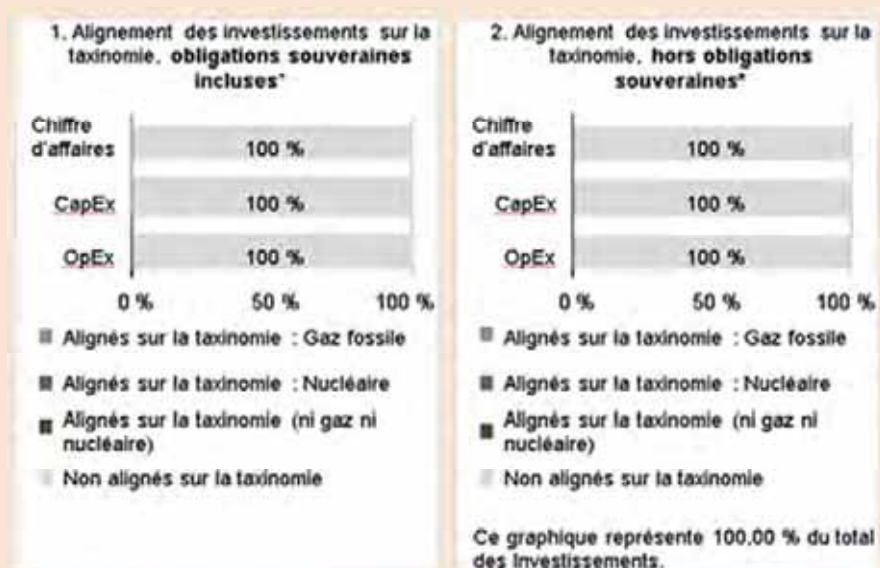 1. Alignement des investissements sur la
taxinomie, obligations souveraines
incluses*
Chiffre
d'affaires
100 %
CapEx
100 %
OpEx
100 %
0 %
50 %
100 %
Alignés sur la taxinomie : Gaz fossile
Alignés sur la taxinomie : Nucléaire
Alignés sur la taxinomie (ni gaz ni
nucléaire)
Non alignés sur la taxinomie
2. Alignement des investissements sur la
taxinomie, hors obligations
souveraines*
Chiffre
d'affaires
100 %
CapEx
100 %
OpEx
100 %
0 %
50 %
100 %
Alignés sur la taxinomie : Gaz fossile
Alignés sur la taxinomie : Nucléaire
Alignés sur la taxinomie (ni gaz ni
nucléaire)
Non alignés sur la taxinomie
Ce graphique représente 100.00 % du total
des Investissements.